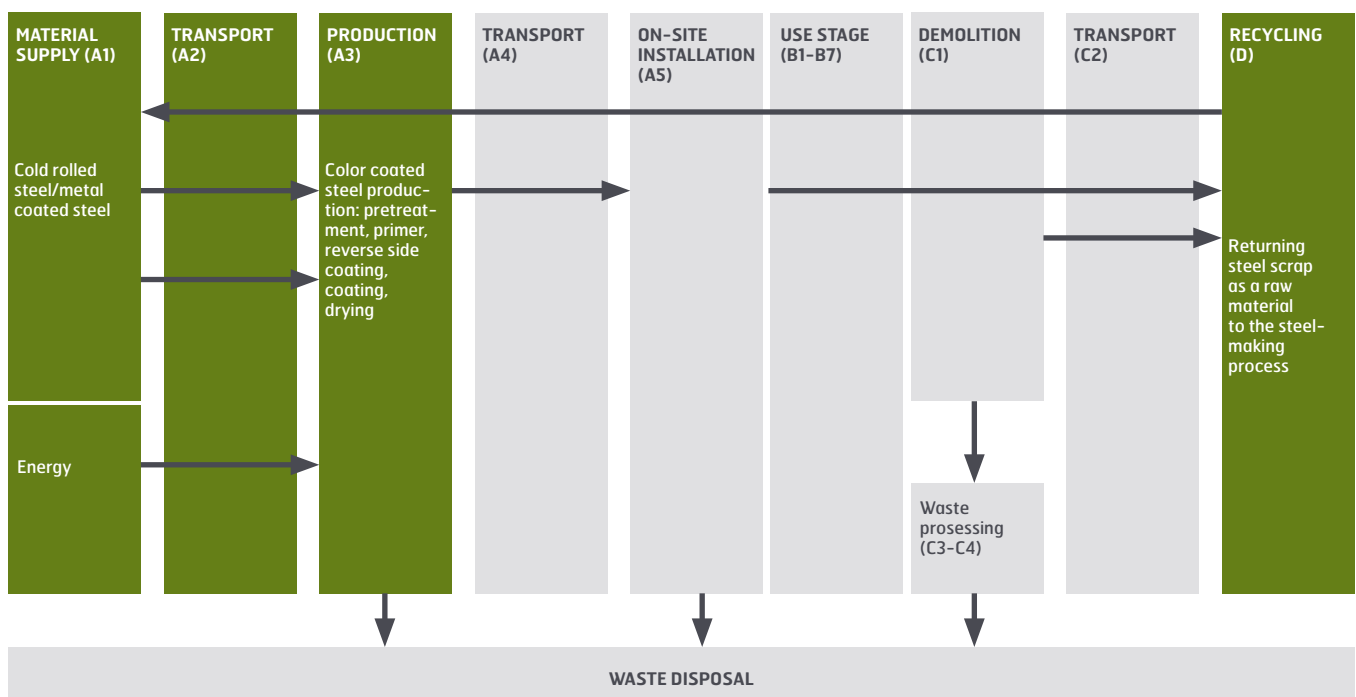 MATERIAL
SUPPLY (A1)
TRANSPORT
(A2)
PRODUCTION
(A3)
TRANSPORT
(A4)
ON-SITE
INSTALLATION
(A5)
USE STAGE
(B1-B7)
DEMOLITION
(C1)
TRANSPORT
(C2)
RECYCLING
(D)
Cold rolled
steel/metal
coated steel
Color coated
steel produc-
tion: pretreat-
ment, primer,
reverse side
coating,
coating,
drying
Returning
steel scrap
as a raw
material
to the steel-
making
process
Energy
Waste
prosessing
(C3-C4)
WASTE DISPOSAL